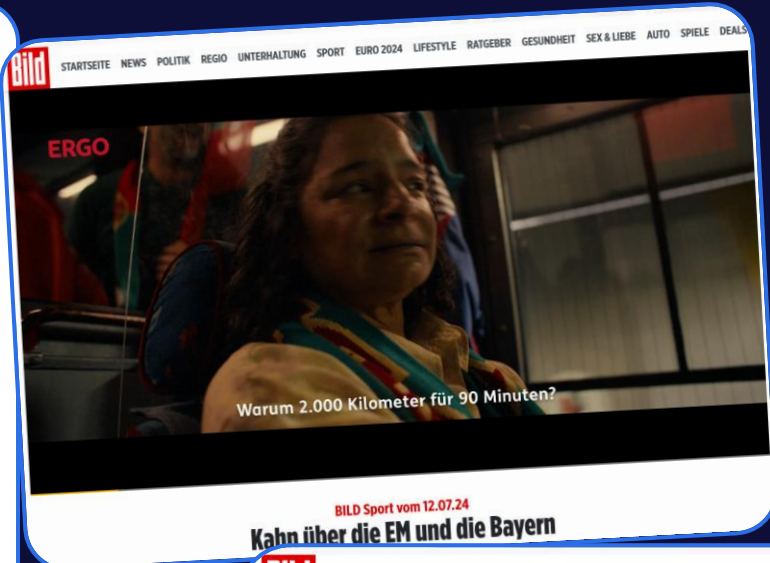 Bild STARTSEITE NEWS POLITIK REGIO UNTERHALTUNG SPORT EURO 2024 LIFESTYLE RATGEBER GESUNDHEIT SEX & LIEBE AUTO SPIELE DEALS
ERGO
Warum 2.000 Kilometer für 90 Minuten?
BILD Sport vom 12.07.24
Kahn über die EM und die Bayern
Bild